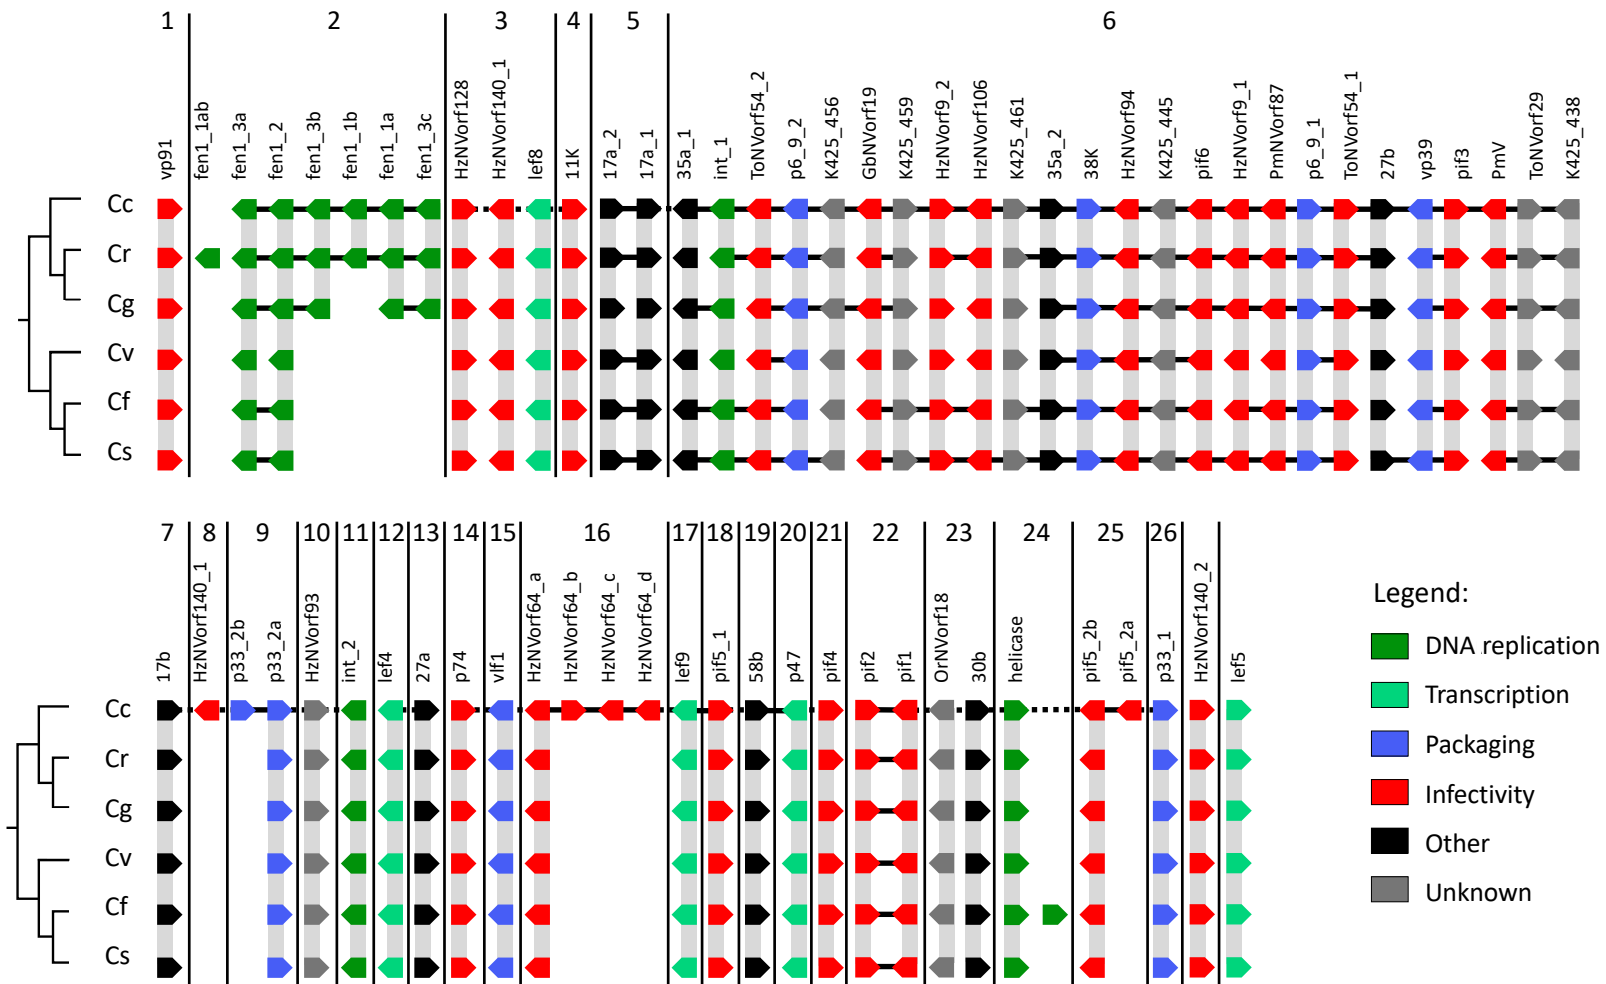 1 2 3 4 5 6
vp91 fen1_1ab fen1_3a fen1_2 fen1_3b fen1_1b fen1_1a fen1_3c HzNVorf128 HzNVorf140_1 lef8 11K 17a_2 17a_1 35a_1 int_1 ToNVorf54_2 p6_9_2 K425_456 GbNVorf19 K425_459 HzNVorf9_2 HzNVorf106 K425_461 35a_2 38K HzNVorf94 K425_445 pif6 HzNVorf9_1 PmNVorf87 p6_9_1 ToNVorf54_1 27b vp39 pif3 PmV ToNVorf29 K425_438
Cc
Cr
Cg
Cv
Cf
Cs
7 8 9 10 11 12 13 14 15 16 17 18 19 20 21 22 23 24 25 26
17b HzNVorf140_1 p33_2b p33_2a HzNVorf93 int_2 lef4 27a p74 vlf1 HzNVorf64_a HzNVorf64_b HzNVorf64_c HzNVorf64_d lef9 pif5_1 58b p47 pif4 pif2 pif1 OrNVorf18 30b helicase pif5_2b pif5_2a p33_1 HzNVorf140_2 lef5
Cc
Cr
Cg
Cv
Cf
Cs
Legend:
DNA replication
Transcription
Packaging
Infectivity
Other
Unknown